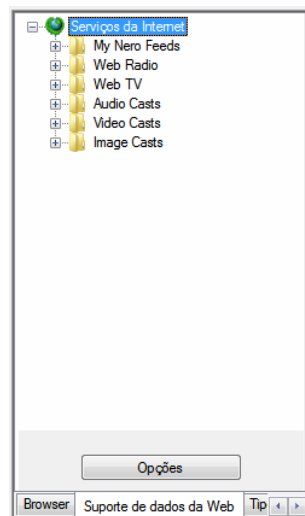 Serviços da Internet
My Nero Feeds
Web Radio
Web TV
Audio Casts
Video Casts
Image Casts
Opções
Browser Suporte de dados da Web Tip